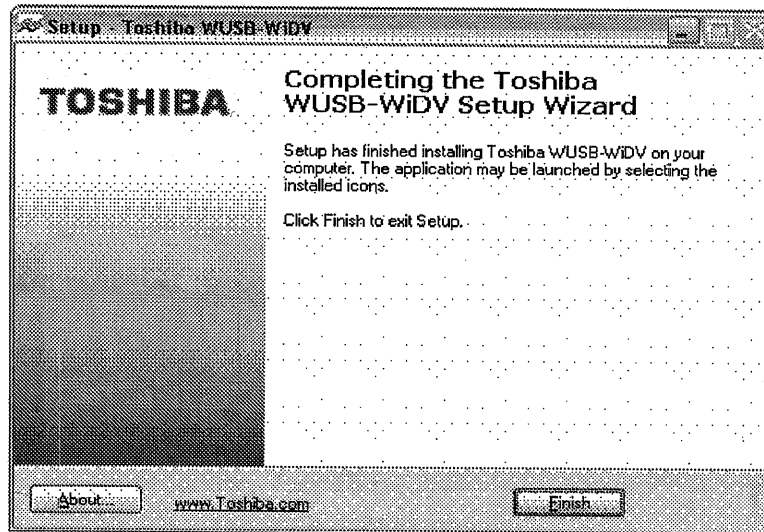 Setup - Toshiba WUSB-WiDV
TOSHIBA
Completing the Toshiba
WUSB-WiDV Setup Wizard
Setup has finished installing Toshiba WUSB-WiDV on your
computer. The application may be launched by selecting the
installed icons.
Click Finish to exit Setup.
About...
www.Toshiba.com
Finish